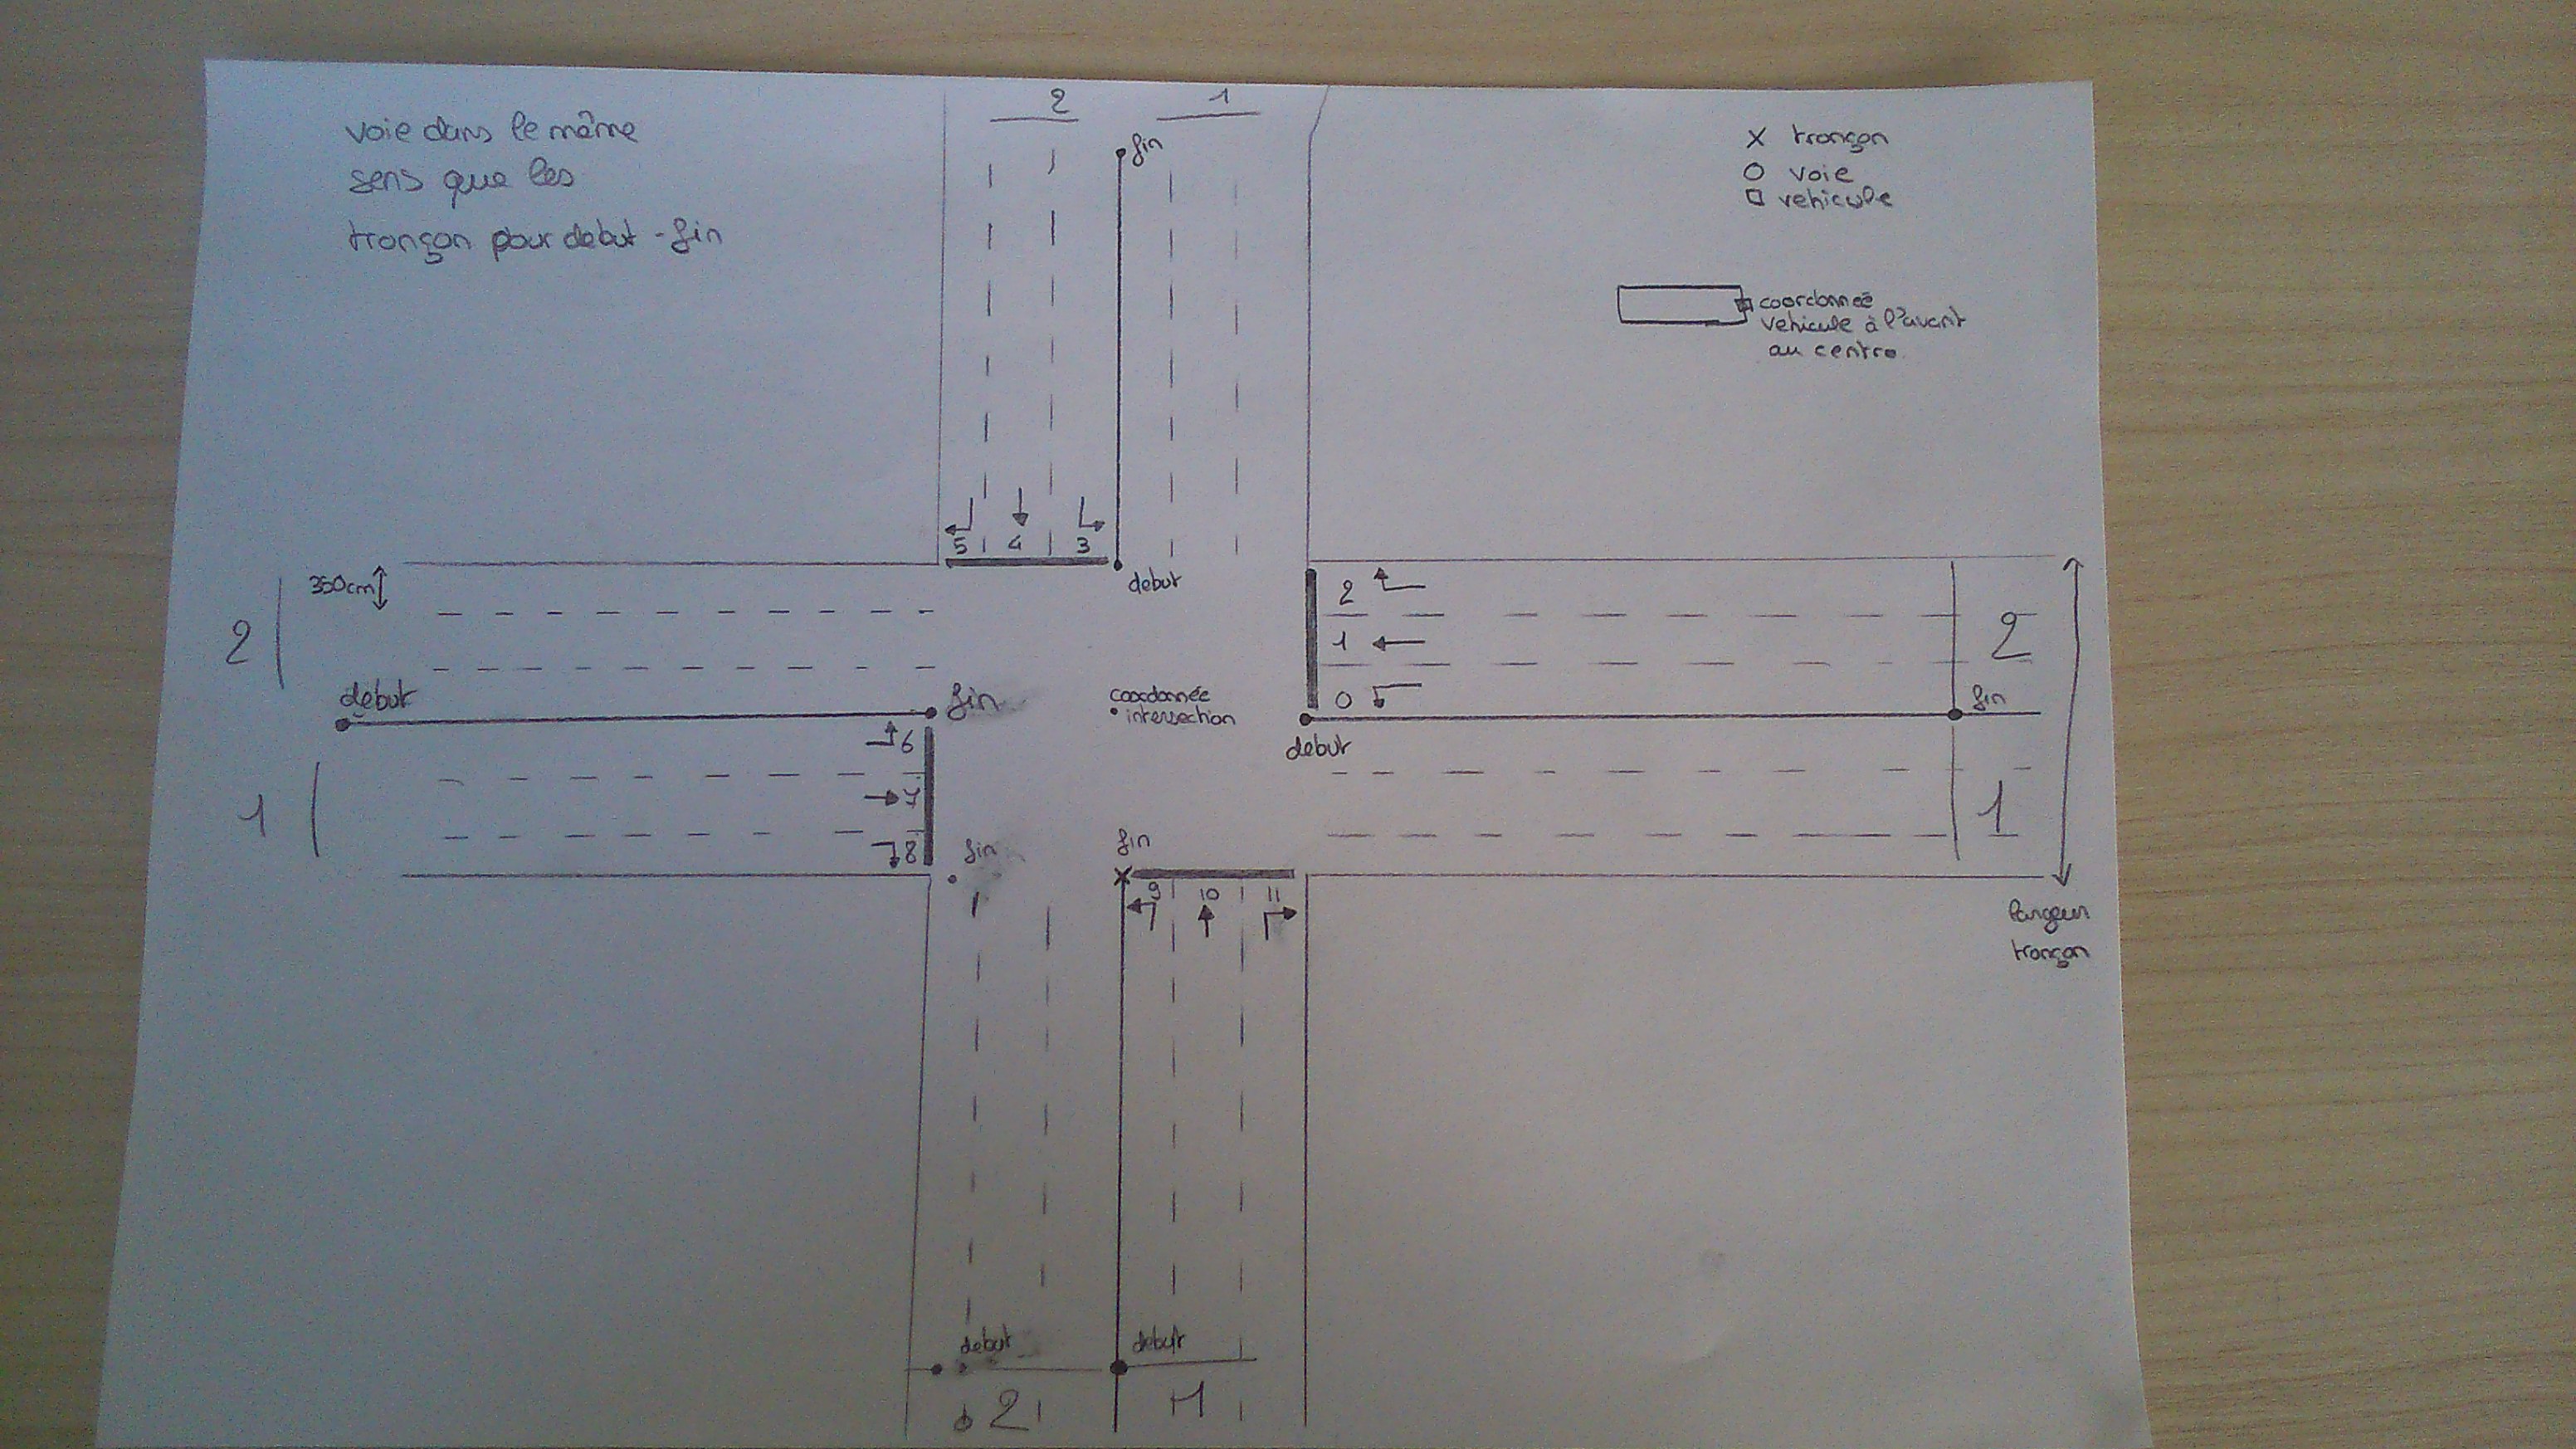 voie dans le même
sens que les
tronçon pour debut - fin
2
1
fin
X tronçon
O voie
□ vehicule
coordonneé
vehicule à l'avant
au centre
5
4
3
debut
350cm
2
2
1
2
0
fin
debut
fin
coordonnée
intersection
debut
6
7
8
1
1
fin
fin
9
10
11
largeur
tronçon
debut
debut
2
1